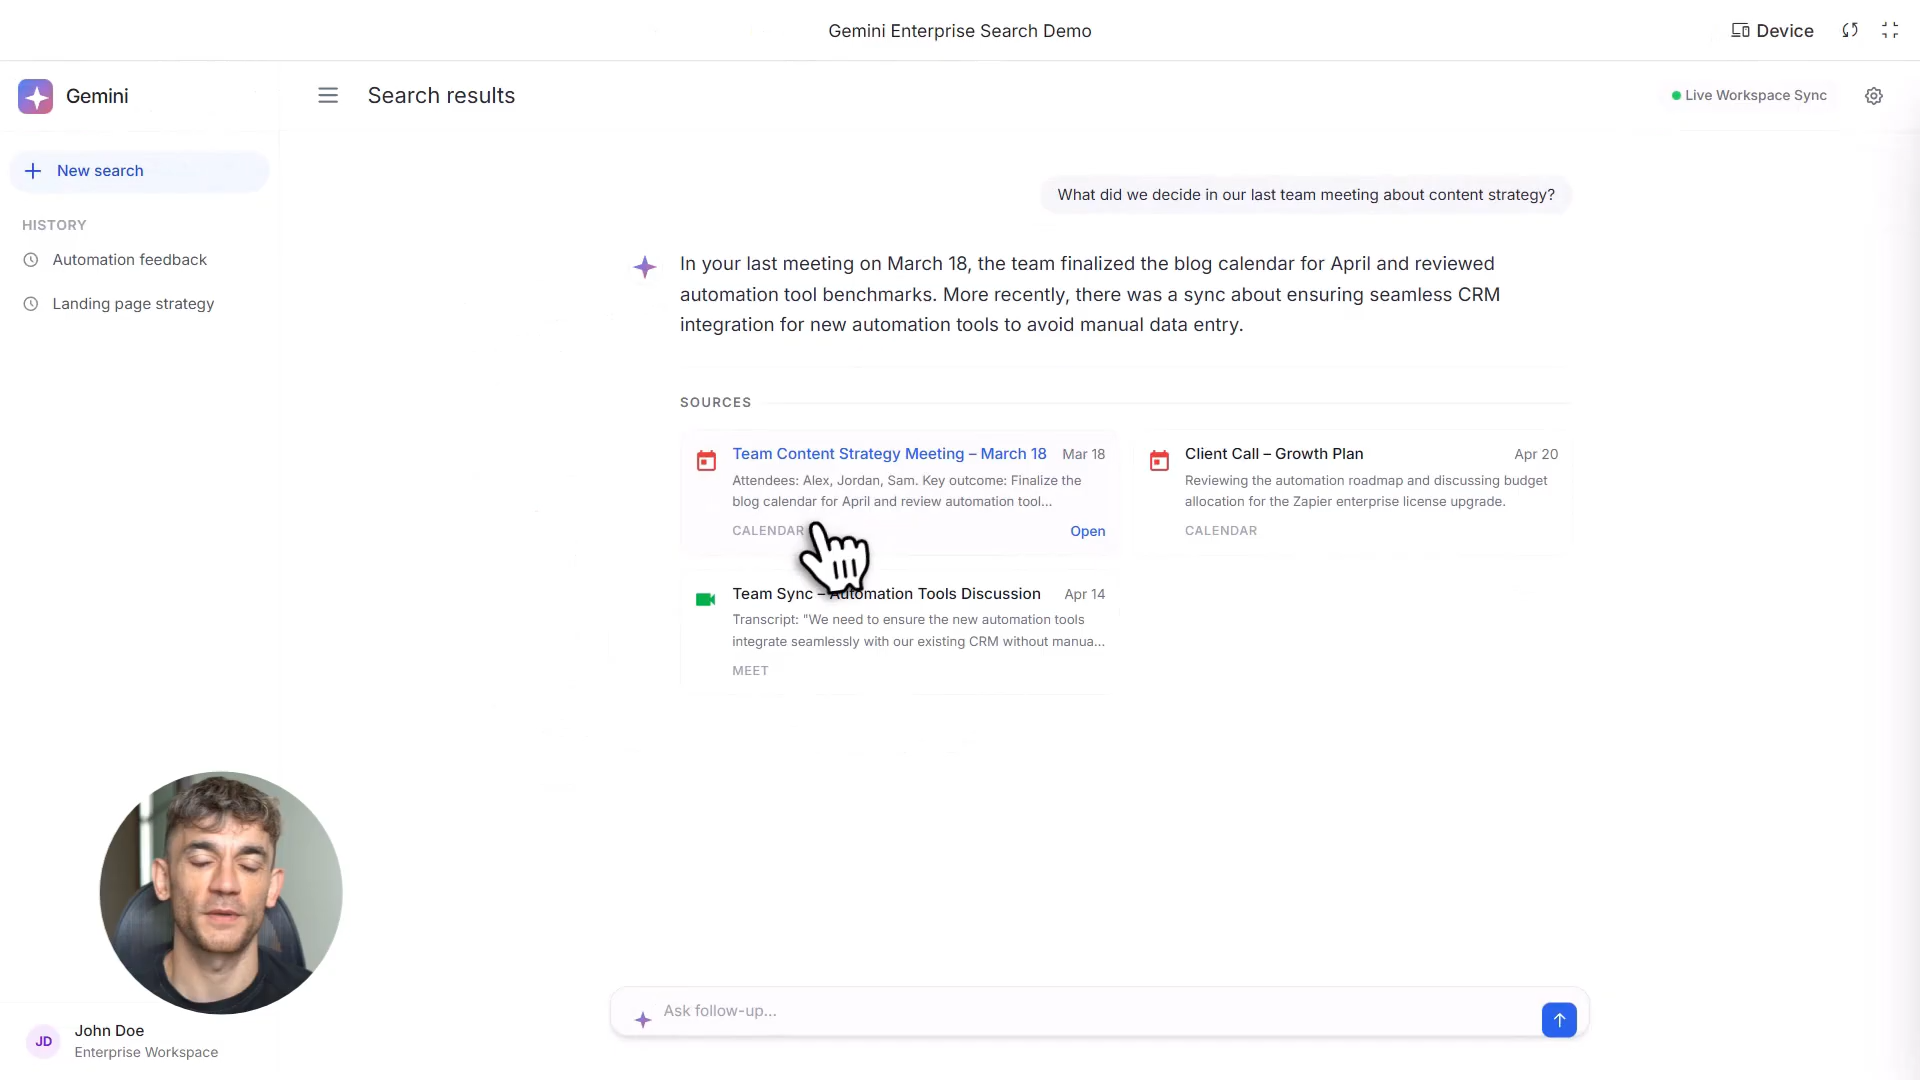 Gemini Enterprise Search Demo
Device
Gemini
Search results
Live Workspace Sync
New search
HISTORY
Automation feedback
Landing page strategy
What did we decide in our last team meeting about content strategy?
In your last meeting on March 18, the team finalized the blog calendar for April and reviewed
automation tool benchmarks. More recently, there was a sync about ensuring seamless CRM
integration for new automation tools to avoid manual data entry.
SOURCES
Team Content Strategy Meeting – March 18 Mar 18
Attendees: Alex, Jordan, Sam. Key outcome: Finalize the
blog calendar for April and review automation tool...
CALENDAR Open
Client Call – Growth Plan Apr 20
Reviewing the automation roadmap and discussing budget
allocation for the Zapier enterprise license upgrade.
CALENDAR
Team Sync – Automation Tools Discussion Apr 14
Transcript: "We need to ensure the new automation tools
integrate seamlessly with our existing CRM without manua...
MEET
Ask follow-up...
JD
John Doe
Enterprise Workspace